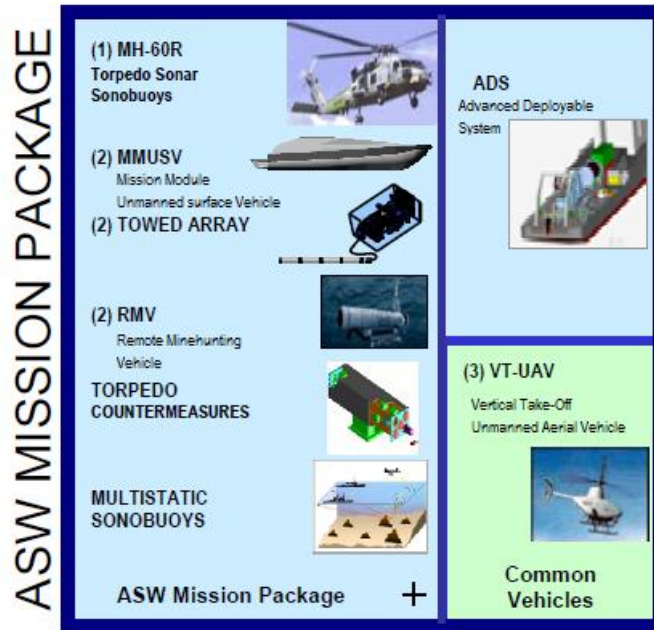 ASW MISSION PACKAGE
(1) MH-60R
Torpedo Sonar
Sonobuoys
(2) MMUSV
Mission Module
Unmanned surface Vehicle
(2) TOWED ARRAY
(2) RMV
Remote Minehunting
Vehicle
TORPEDO
COUNTERMEASURES
MULTISTATIC
SONOBUOYS
ASW Mission Package +
ADS
Advanced Deployable
System
(3) VT-UAV
Vertical Take-Off
Unmanned Aerial Vehicle
Common
Vehicles